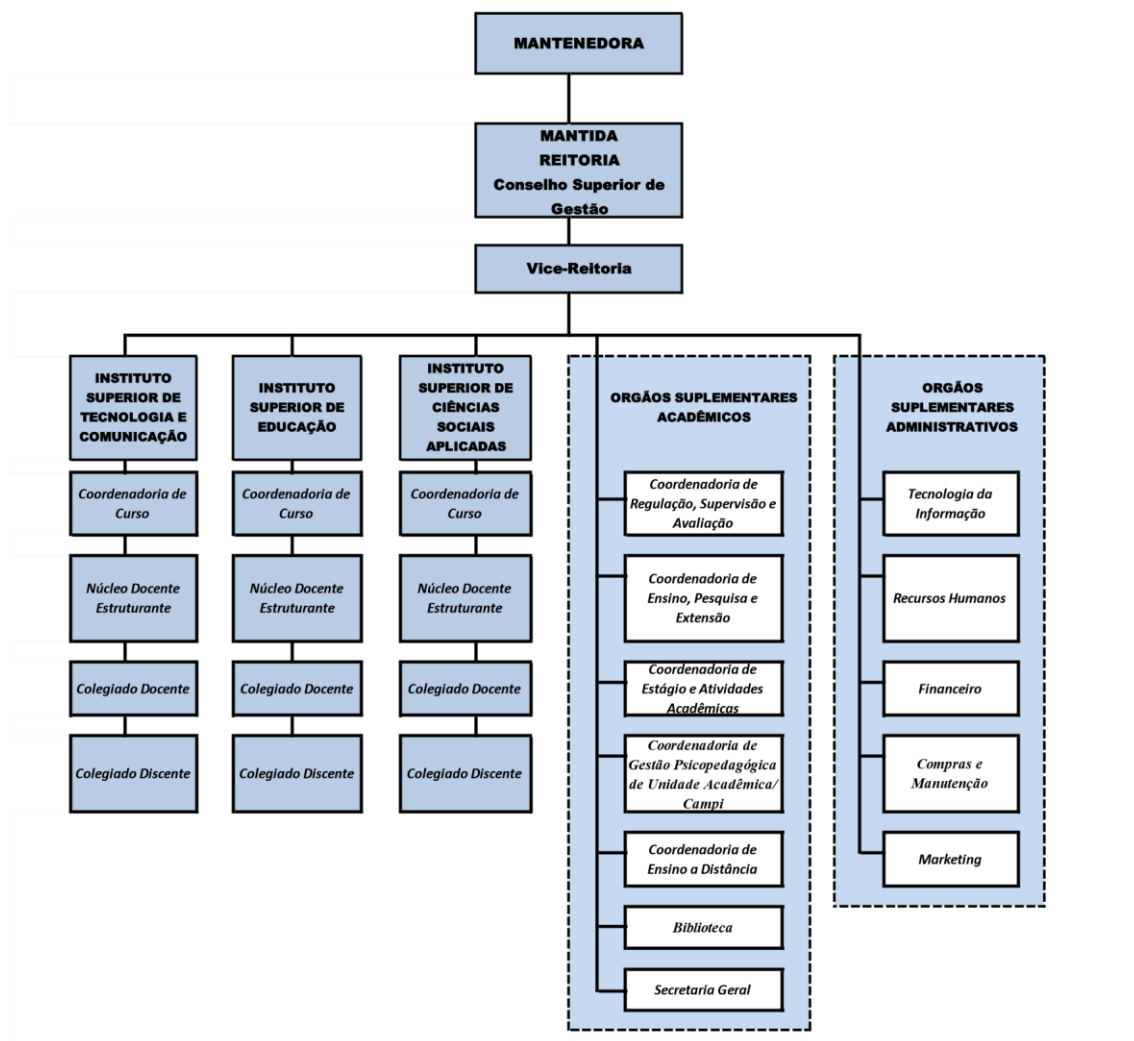 MANTENEDORA
MANTIDA
REITORIA
Conselho Superior de
Gestão
Vice-Reitoria
INSTITUTO
SUPERIOR DE
TECNOLOGIA E
COMUNICAÇÃO
Coordenadoria de
Curso
Núcleo Docente
Estruturante
Colegiado Docente
Colegiado Discente
INSTITUTO
SUPERIOR DE
EDUCAÇÃO
Coordenadoria de
Curso
Núcleo Docente
Estruturante
Colegiado Docente
Colegiado Discente
INSTITUTO
SUPERIOR DE
CIÊNCIAS
SOCIAIS
APLICADAS
Coordenadoria de
Curso
Núcleo Docente
Estruturante
Colegiado Docente
Colegiado Discente
ORGÃOS SUPLEMENTARES
ACADÊMICOS
Coordenadoria de
Regulação, Supervisão e
Avaliação
Coordenadoria de
Ensino, Pesquisa e
Extensão
Coordenadoria de
Estágio e Atividades
Acadêmicas
Coordenadoria de
Gestão Psicopedagógica
de Unidade Acadêmica/
Campi
Coordenadoria de
Ensino a Distância
Biblioteca
Secretaria Geral
ORGÃOS
SUPLEMENTARES
ADMINISTRATIVOS
Tecnologia da
Informação
Recursos Humanos
Financeiro
Compras e
Manutenção
Marketing